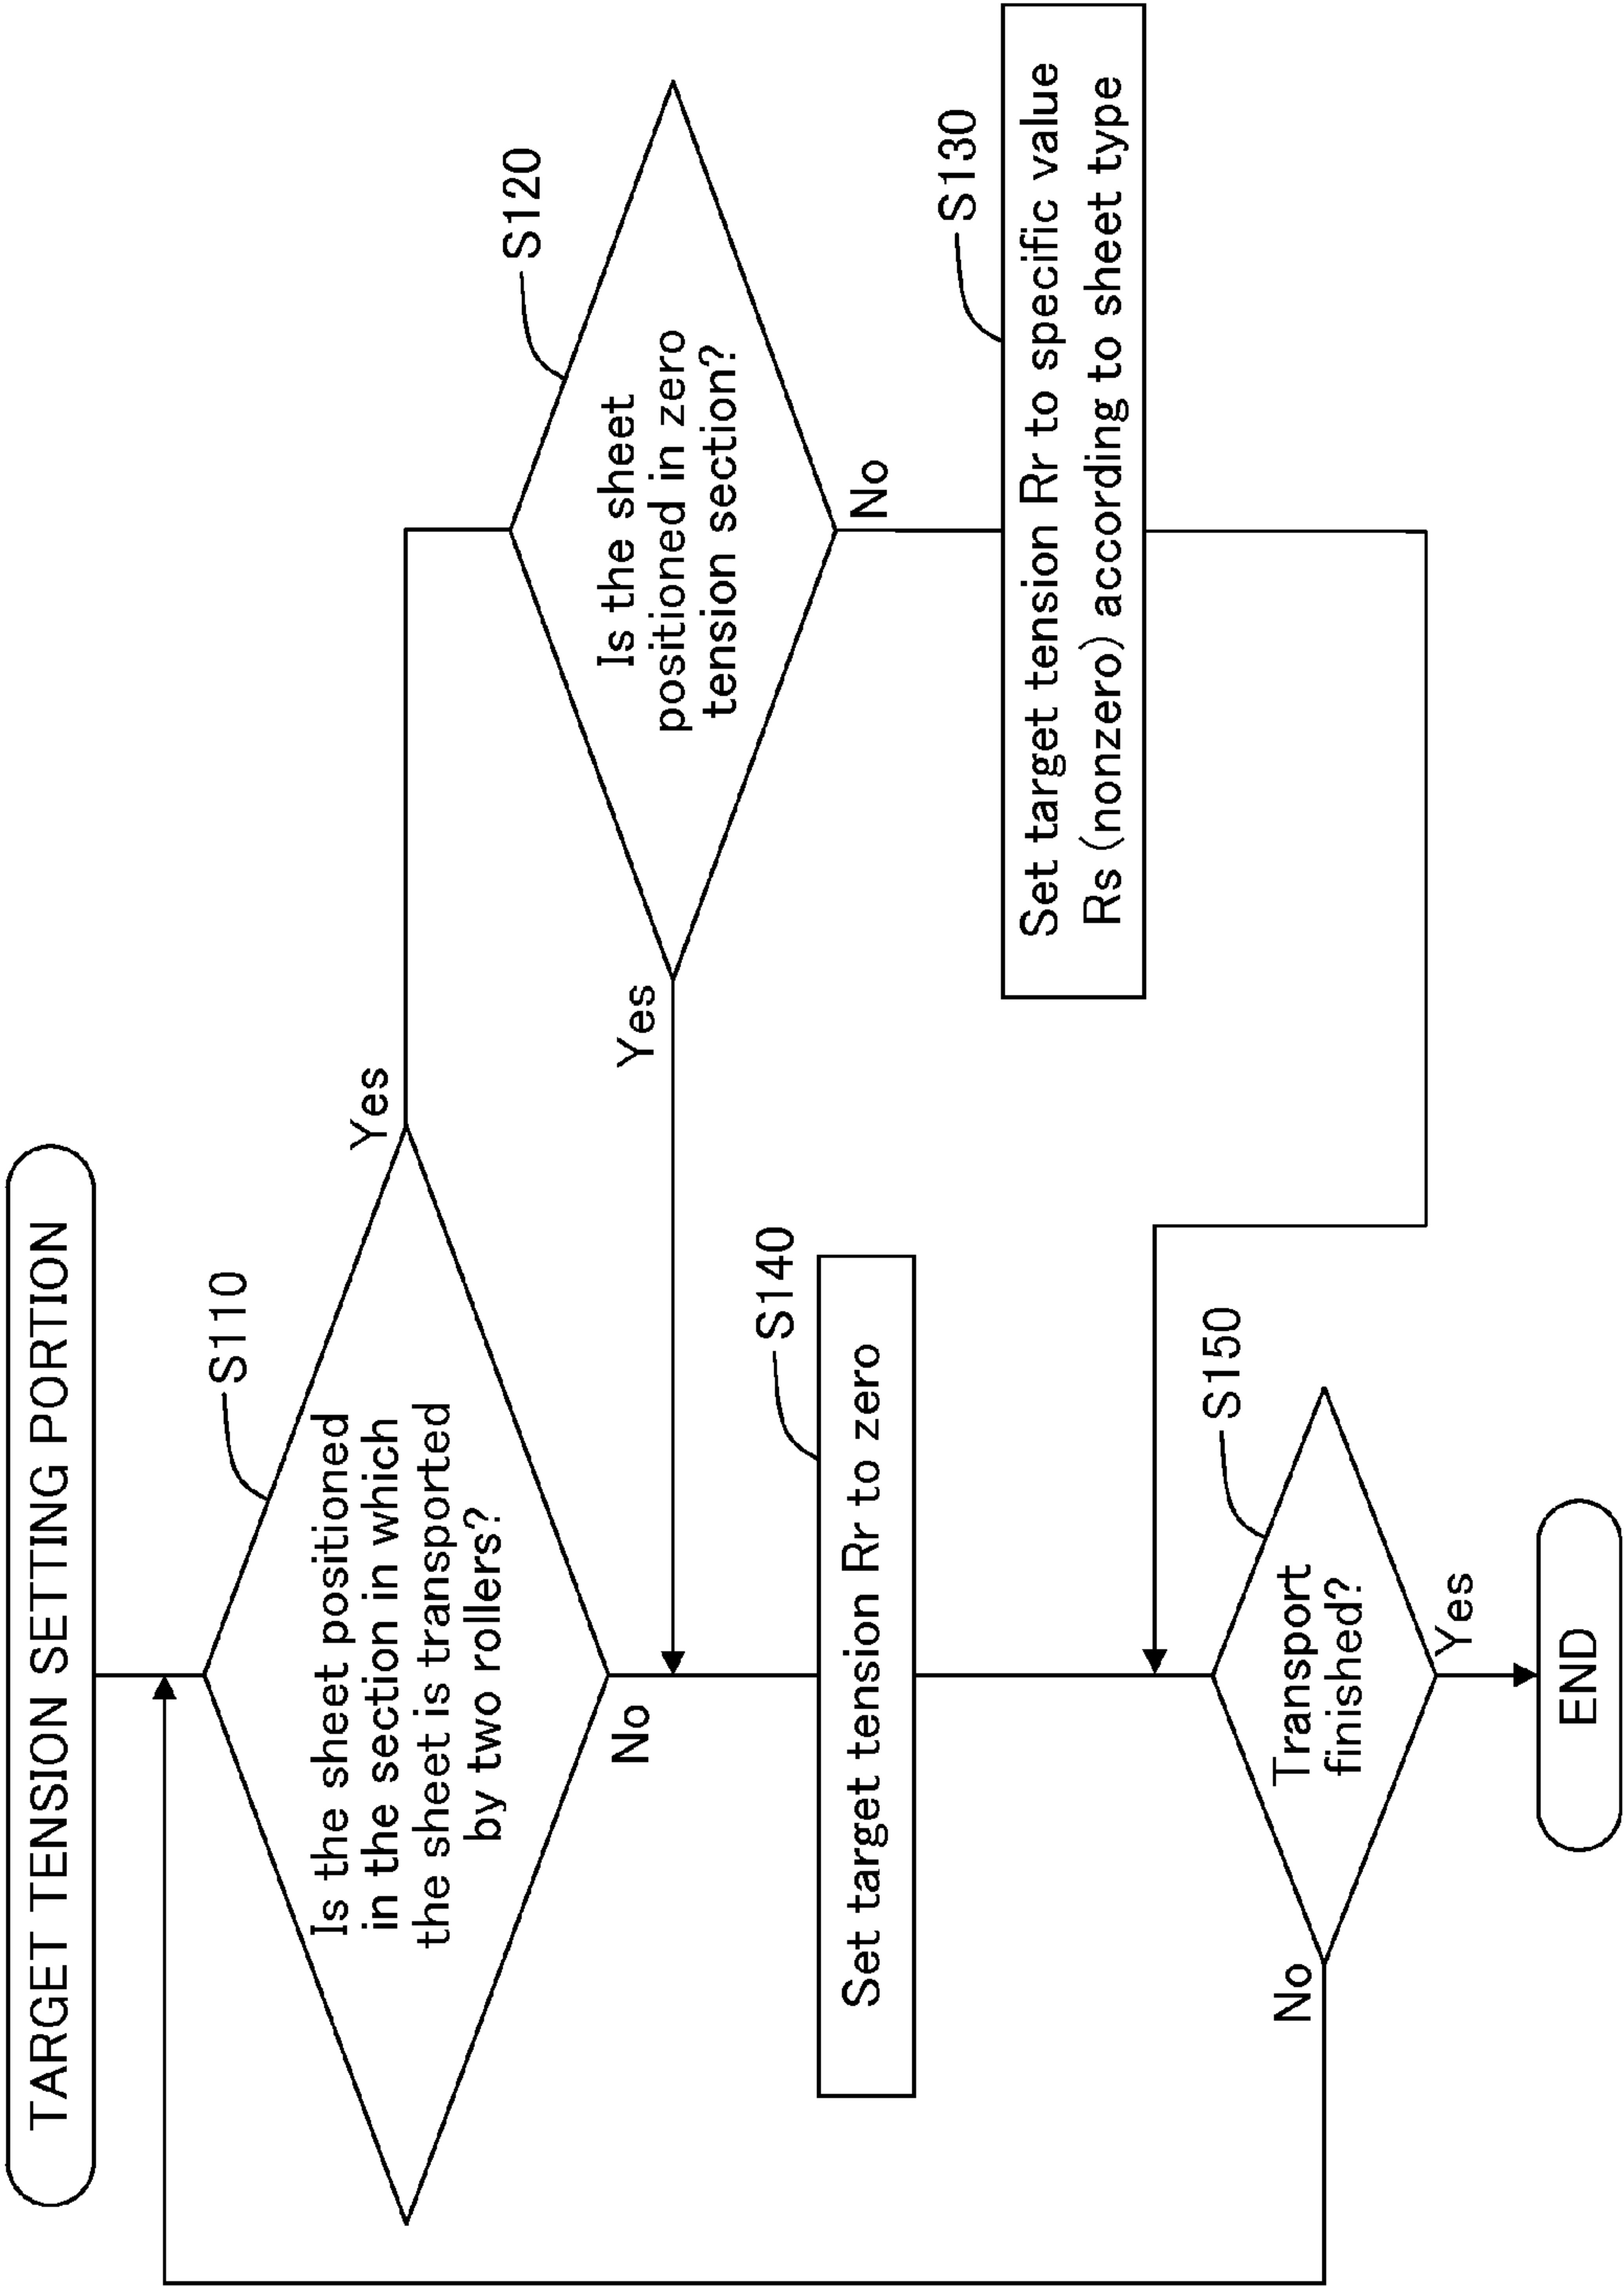 TARGET TENSION SETTING PORTION
S110
Is the sheet positioned
in the section in which
the sheet is transported
by two rollers?
Yes
No
S120
Is the sheet
positioned in zero
tension section?
Yes
No
S130
Set target tension Rr to specific value
Rs (nonzero) according to sheet type
S140
Set target tension Rr to zero
S150
Transport
finished?
No
Yes
END